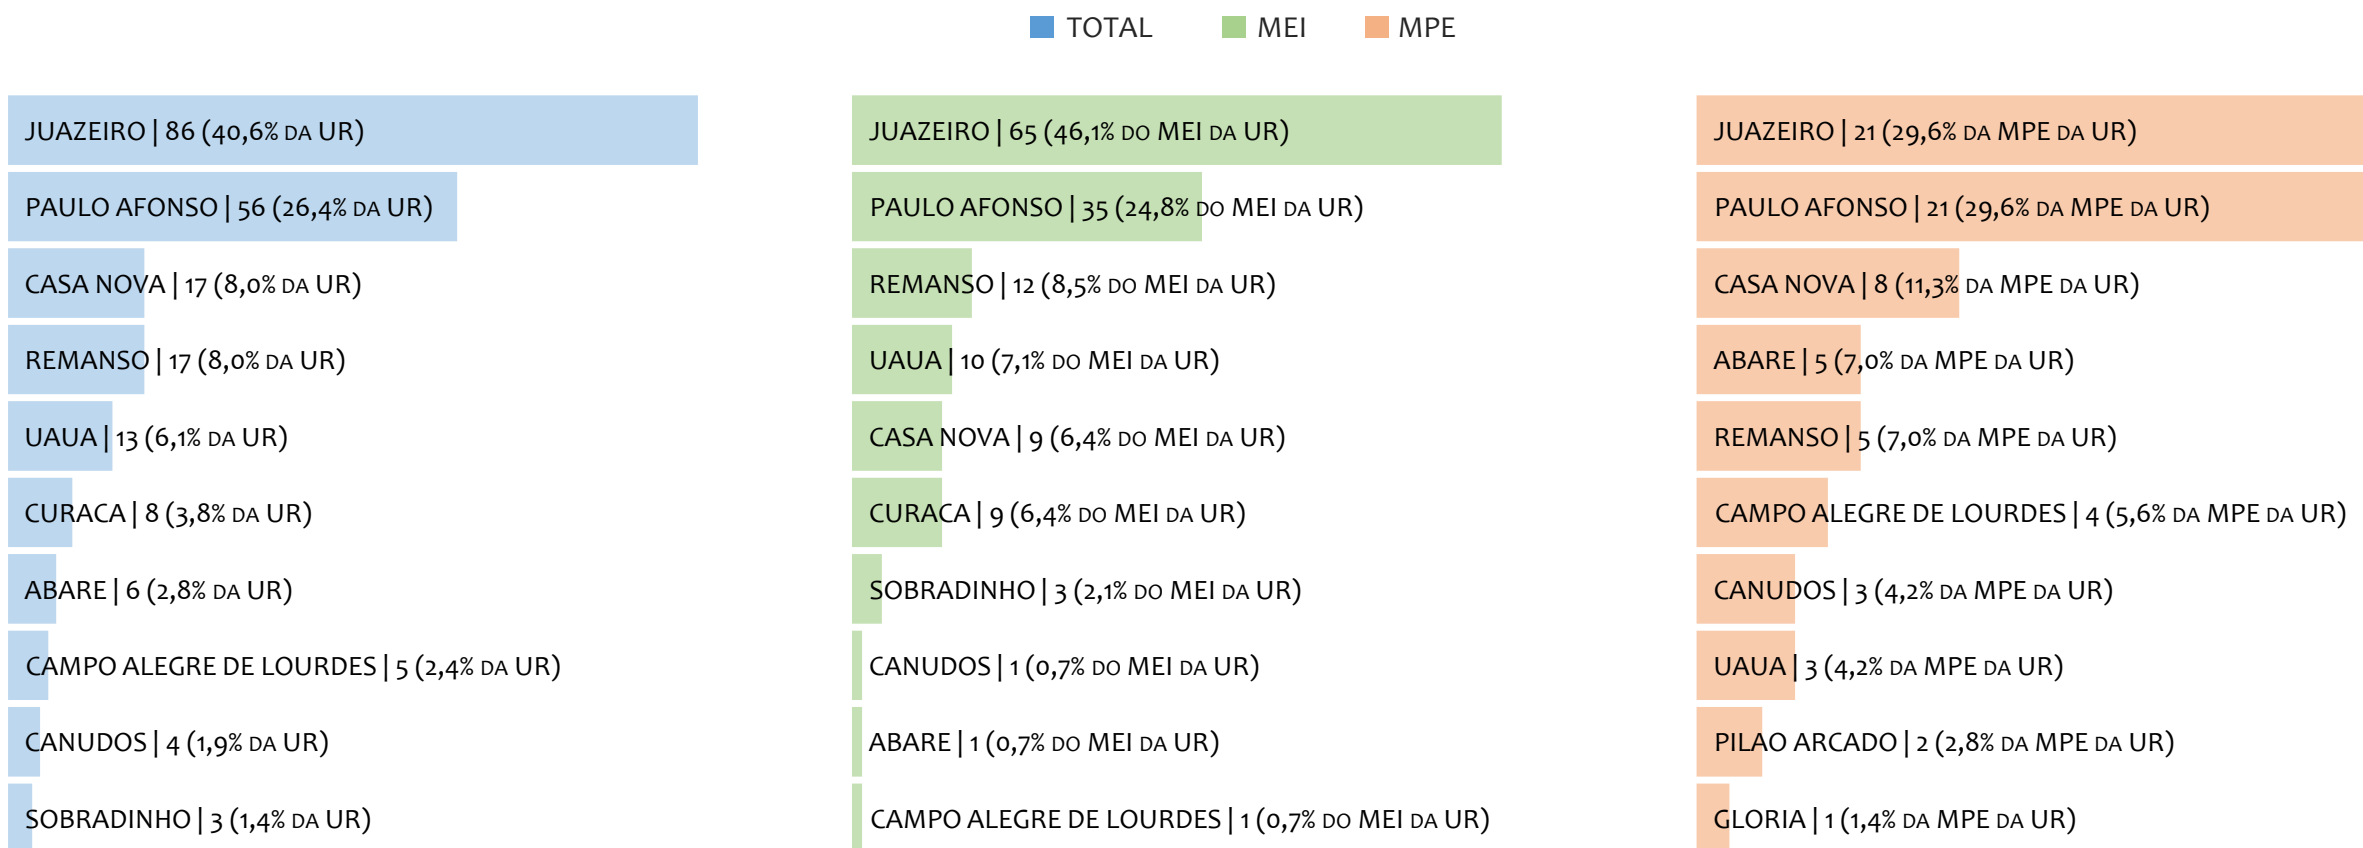 TOTAL MEI MPE
JUAZEIRO | 86 (40,6% DA UR)
PAULO AFONSO | 56 (26,4% DA UR)
CASA NOVA | 17 (8,0% DA UR)
REMANSO | 17 (8,0% DA UR)
UAUA | 13 (6,1% DA UR)
CURACA | 8 (3,8% DA UR)
ABARE | 6 (2,8% DA UR)
CAMPO ALEGRE DE LOURDES | 5 (2,4% DA UR)
CANUDOS | 4 (1,9% DA UR)
SOBRADINHO | 3 (1,4% DA UR)
JUAZEIRO | 65 (46,1% DO MEI DA UR)
PAULO AFONSO | 35 (24,8% DO MEI DA UR)
REMANSO | 12 (8,5% DO MEI DA UR)
UAUA | 10 (7,1% DO MEI DA UR)
CASA NOVA | 9 (6,4% DO MEI DA UR)
CURACA | 9 (6,4% DO MEI DA UR)
SOBRADINHO | 3 (2,1% DO MEI DA UR)
CANUDOS | 1 (0,7% DO MEI DA UR)
ABARE | 1 (0,7% DO MEI DA UR)
CAMPO ALEGRE DE LOURDES | 1 (0,7% DO MEI DA UR)
JUAZEIRO | 21 (29,6% DA MPE DA UR)
PAULO AFONSO | 21 (29,6% DA MPE DA UR)
CASA NOVA | 8 (11,3% DA MPE DA UR)
ABARE | 5 (7,0% DA MPE DA UR)
REMANSO | 5 (7,0% DA MPE DA UR)
CAMPO ALEGRE DE LOURDES | 4 (5,6% DA MPE DA UR)
CANUDOS | 3 (4,2% DA MPE DA UR)
UAUA | 3 (4,2% DA MPE DA UR)
PILAO ARCADO | 2 (2,8% DA MPE DA UR)
GLORIA | 1 (1,4% DA MPE DA UR)